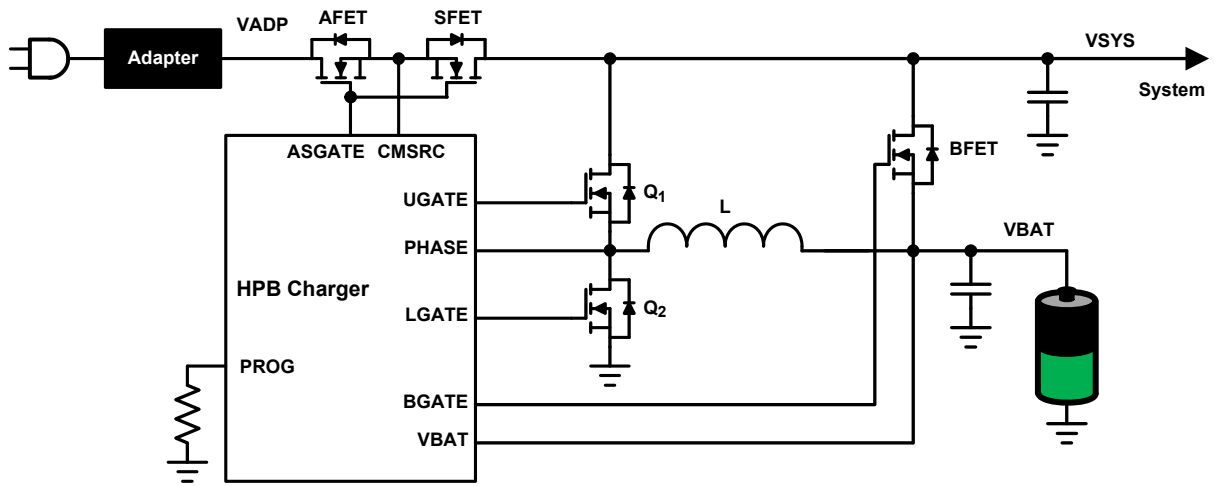 VADP
AFET
SFET
VSYS
Adapter
System
ASGATE CMSRC
BFET
UGATE
Q1
L
PHASE
VBAT
HPB Charger
LGATE
Q2
PROG
BGATE
VBAT